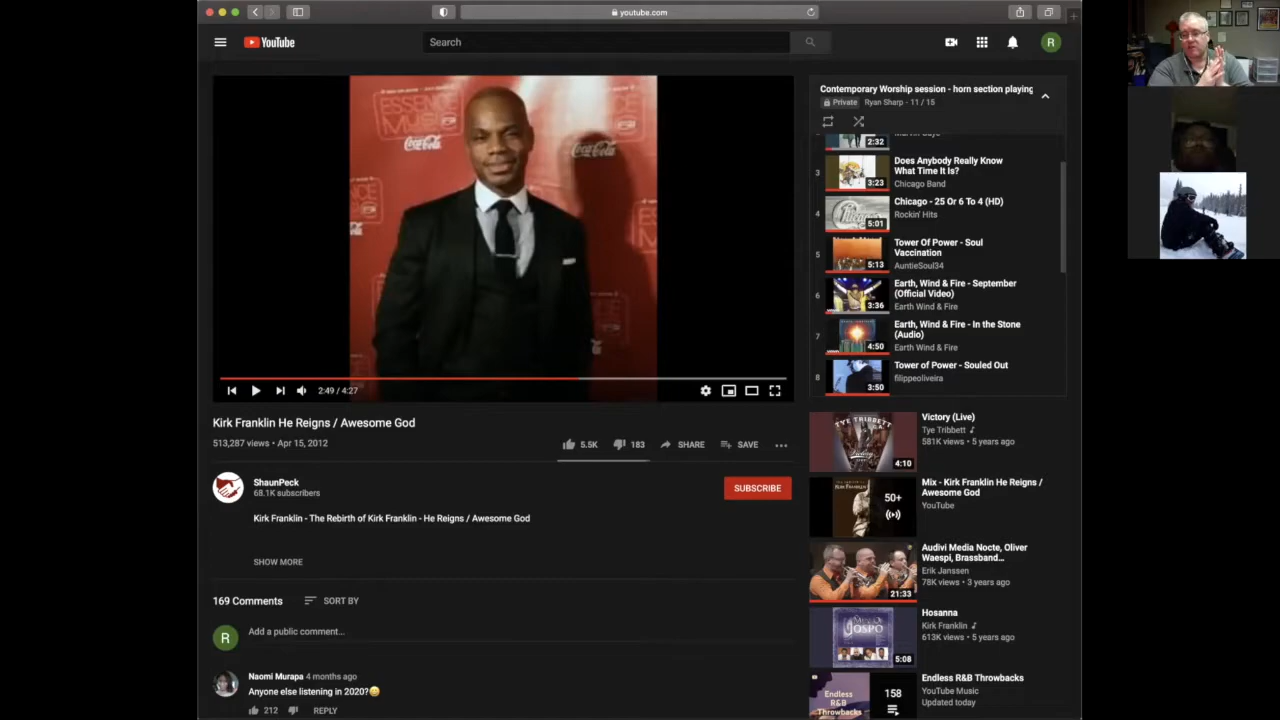 youtube.com
YouTube
Search
R
ESSENCE
MUSIC
Coca-Cola
Coca-Cola
2:49 / 4:27
Kirk Franklin He Reigns / Awesome God
513,287 views • Apr 15, 2012
5.5K
183
SHARE
SAVE
ShaunPeck
68.1K subscribers
SUBSCRIBE
Kirk Franklin - The Rebirth of Kirk Franklin - He Reigns / Awesome God
SHOW MORE
169 Comments
SORT BY
R
Add a public comment...
Naomi Murapa 4 months ago
Anyone else listening in 2020?😄
212
REPLY
Contemporary Worship session - horn section playing
Private Ryan Sharp - 11 / 15
2:32
3
Does Anybody Really Know
What Time It Is?
Chicago Band
3:23
4
Chicago - 25 Or 6 To 4 (HD)
Rockin' Hits
5:01
5
Tower Of Power - Soul
Vaccination
AuntieSoul34
5:13
6
Earth, Wind & Fire - September
(Official Video)
Earth Wind & Fire
3:36
7
Earth, Wind & Fire - In the Stone
(Audio)
Earth Wind & Fire
4:50
8
Tower of Power - Souled Out
filippeoliveira
3:50
TYE TRIBBETT
4:10
Victory (Live)
Tye Tribbett
581K views • 5 years ago
50+
Mix - Kirk Franklin He Reigns /
Awesome God
YouTube
21:33
Audivi Media Nocte, Oliver
Waespi, Brassband...
Erik Janssen
78K views • 3 years ago
5:08
Hosanna
Kirk Franklin
613K views • 5 years ago
Endless
R&B
Throwbacks
158
Endless R&B Throwbacks
YouTube Music
Updated today